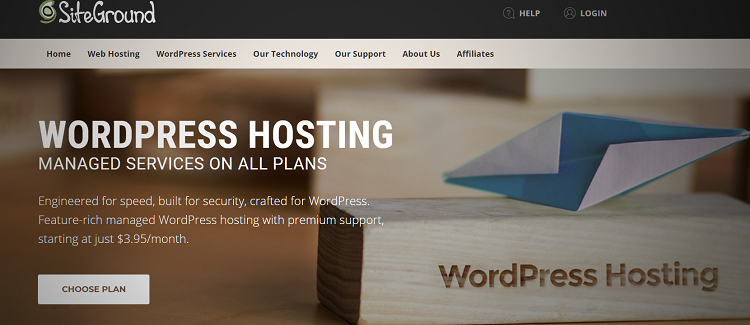 SiteGround
HELP
LOGIN
Home
Web Hosting
WordPress Services
Our Technology
Our Support
About Us
Affiliates
WORDPRESS HOSTING
MANAGED SERVICES ON ALL PLANS
Engineered for speed, built for security, crafted for WordPress.
Feature-rich managed WordPress hosting with premium support,
starting at just $3.95/month.
CHOOSE PLAN
WordPress Hosting